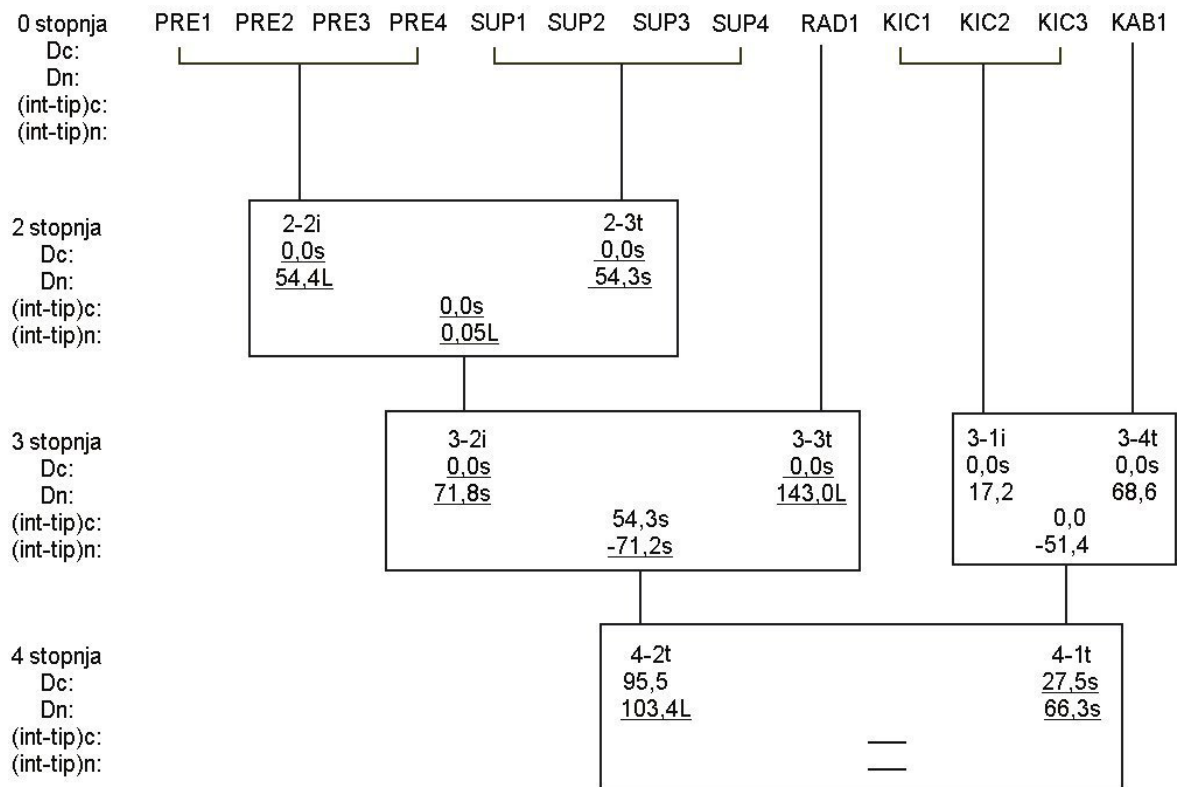 0 stopnja PRE1 PRE2 PRE3 PRE4 SUP1 SUP2 SUP3 SUP4 RAD1 KIC1 KIC2 KIC3 KAB1
Dc:
Dn:
(int-tip)c:
(int-tip)n:
2 stopnja 2-2i 2-3t
Dc: 0,0s 0,0s
Dn: 54,4L 54,3s
(int-tip)c: 0,0s
(int-tip)n: 0,05L
3 stopnja 3-2i 3-3t 3-1i 3-4t
Dc: 0,0s 0,0s 0,0s 0,0s
Dn: 71,8s 143,0L 17,2 68,6
(int-tip)c: 54,3s 0,0
(int-tip)n: -71,2s -51,4
4 stopnja 4-2t 4-1t
Dc: 95,5 27,5s
Dn: 103,4L 66,3s
(int-tip)c: —
(int-tip)n: —